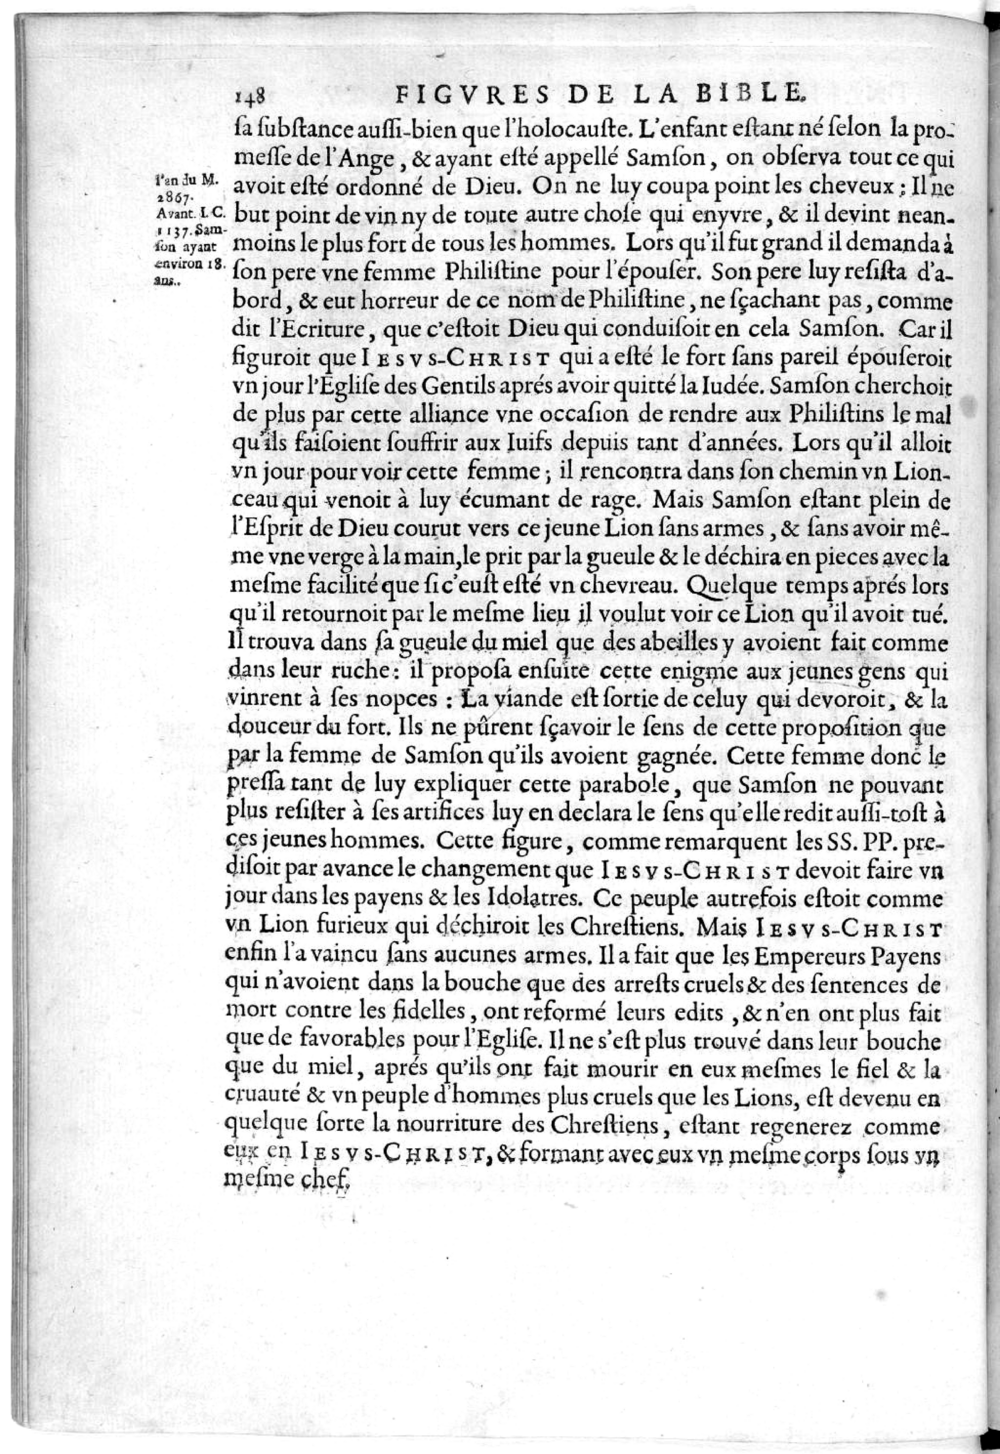 148 FIGVRES DE LA BIBLE.
ſa ſubſtance auſſi-bien que l'holocauſte. L'enfant eſtant né ſelon la pro-
meſſe de l'Ange, & ayant eſté appellé Samſon, on obſerva tout ce qui
avoit eſté ordonné de Dieu. On ne luy coupa point les cheveux; Il ne
but point de vin ny de toute autre choſe qui enyvre, & il devint nean-
moins le plus fort de tous les hommes. Lors qu'il fut grand il demanda à
ſon pere vne femme Philiſtine pour l'épouſer. Son pere luy reſiſta d'a-
bord, & eut horreur de ce nom de Philiſtine, ne ſçachant pas, comme
dit l'Ecriture, que c'eſtoit Dieu qui conduiſoit en cela Samſon. Car il
figuroit que IESVS-CHRIST qui a eſté le fort ſans pareil épouſeroit
vn jour l'Egliſe des Gentils aprés avoir quitté la Iudée. Samſon cherchoit
de plus par cette alliance vne occaſion de rendre aux Philiſtins le mal
qu'ils faiſoient ſouffrir aux Iuifs depuis tant d'années. Lors qu'il alloit
vn jour pour voir cette femme; il rencontra dans ſon chemin vn Lion-
ceau qui venoit à luy écumant de rage. Mais Samſon eſtant plein de
l'Eſprit de Dieu courut vers ce jeune Lion ſans armes, & ſans avoir mê-
me vne verge à la main, le prit par la gueule & le déchira en pieces avec la
meſme facilité que ſi c'euſt eſté vn chevreau. Quelque temps aprés lors
qu'il retournoit par le meſme lieu il voulut voir ce Lion qu'il avoit tué.
Il trouva dans ſa gueule du miel que des abeilles y avoient fait comme
dans leur ruche: il propoſa enſuite cette enigme aux jeunes gens qui
vinrent à ſes nopces: La viande eſt ſortie de celuy qui devoroit, & la
douceur du fort. Ils ne pûrent ſçavoir le ſens de cette propoſition que
par la femme de Samſon qu'ils avoient gagnée. Cette femme donc le
preſſa tant de luy expliquer cette parabole, que Samſon ne pouvant
plus reſiſter à ſes artifices luy en declara le ſens qu'elle redit auſſi-toſt à
ces jeunes hommes. Cette figure, comme remarquent les SS. PP. pre-
diſoit par avance le changement que IESVS-CHRIST devoit faire vn
jour dans les payens & les Idolatres. Ce peuple autrefois eſtoit comme
vn Lion furieux qui déchiroit les Chreſtiens. Mais IESVS-CHRIST
enfin l'a vaincu ſans aucunes armes. Il a fait que les Empereurs Payens
qui n'avoient dans la bouche que des arreſts cruels & des ſentences de
mort contre les fidelles, ont reformé leurs edits, & n'en ont plus fait
que de favorables pour l'Egliſe. Il ne s'eſt plus trouvé dans leur bouche
que du miel, aprés qu'ils ont fait mourir en eux meſmes le fiel & la
cruauté & vn peuple d'hommes plus cruels que les Lions, eſt devenu en
quelque ſorte la nourriture des Chreſtiens, eſtant regenerez comme
eux en IESVS-CHRIST, & formant avec eux vn meſme corps ſous vn
meſme chef.
l'an du M.
2867.
Avant. I. C.
1137. Sam-
ſon ayant
environ 18.
ans.